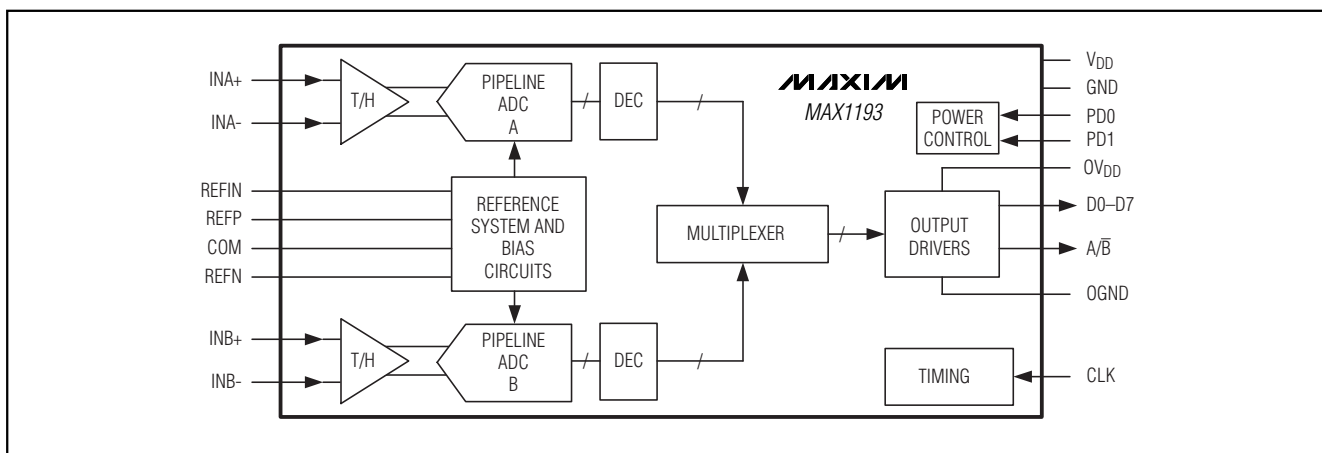 INA+
INA-
T/H
PIPELINE
ADC
A
DEC
MAXIM
MAX1193
VDD
GND
PD0
PD1
POWER
CONTROL
REFIN
REFP
COM
REFN
REFERENCE
SYSTEM AND
BIAS
CIRCUITS
MULTIPLEXER
OUTPUT
DRIVERS
OVDD
D0–D7
A/B̅
OGND
INB+
INB-
T/H
PIPELINE
ADC
B
DEC
TIMING
CLK